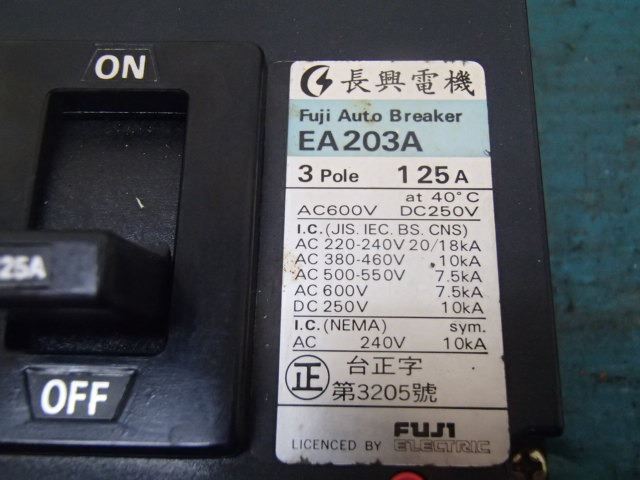 ON
25A
OFF
長興電機
Fuji Auto Breaker
EA203A
3 Pole 125A
at 40°C
AC600V DC250V
I.C.(JIS. IEC. BS. CNS)
AC 220-240V 20/18kA
AC 380-460V 10kA
AC 500-550V 7.5kA
AC 600V 7.5kA
DC 250V 10kA
I.C.(NEMA) sym.
AC 240V 10kA
正 台正字
第3205號
LICENCED BY FUJI ELECTRIC